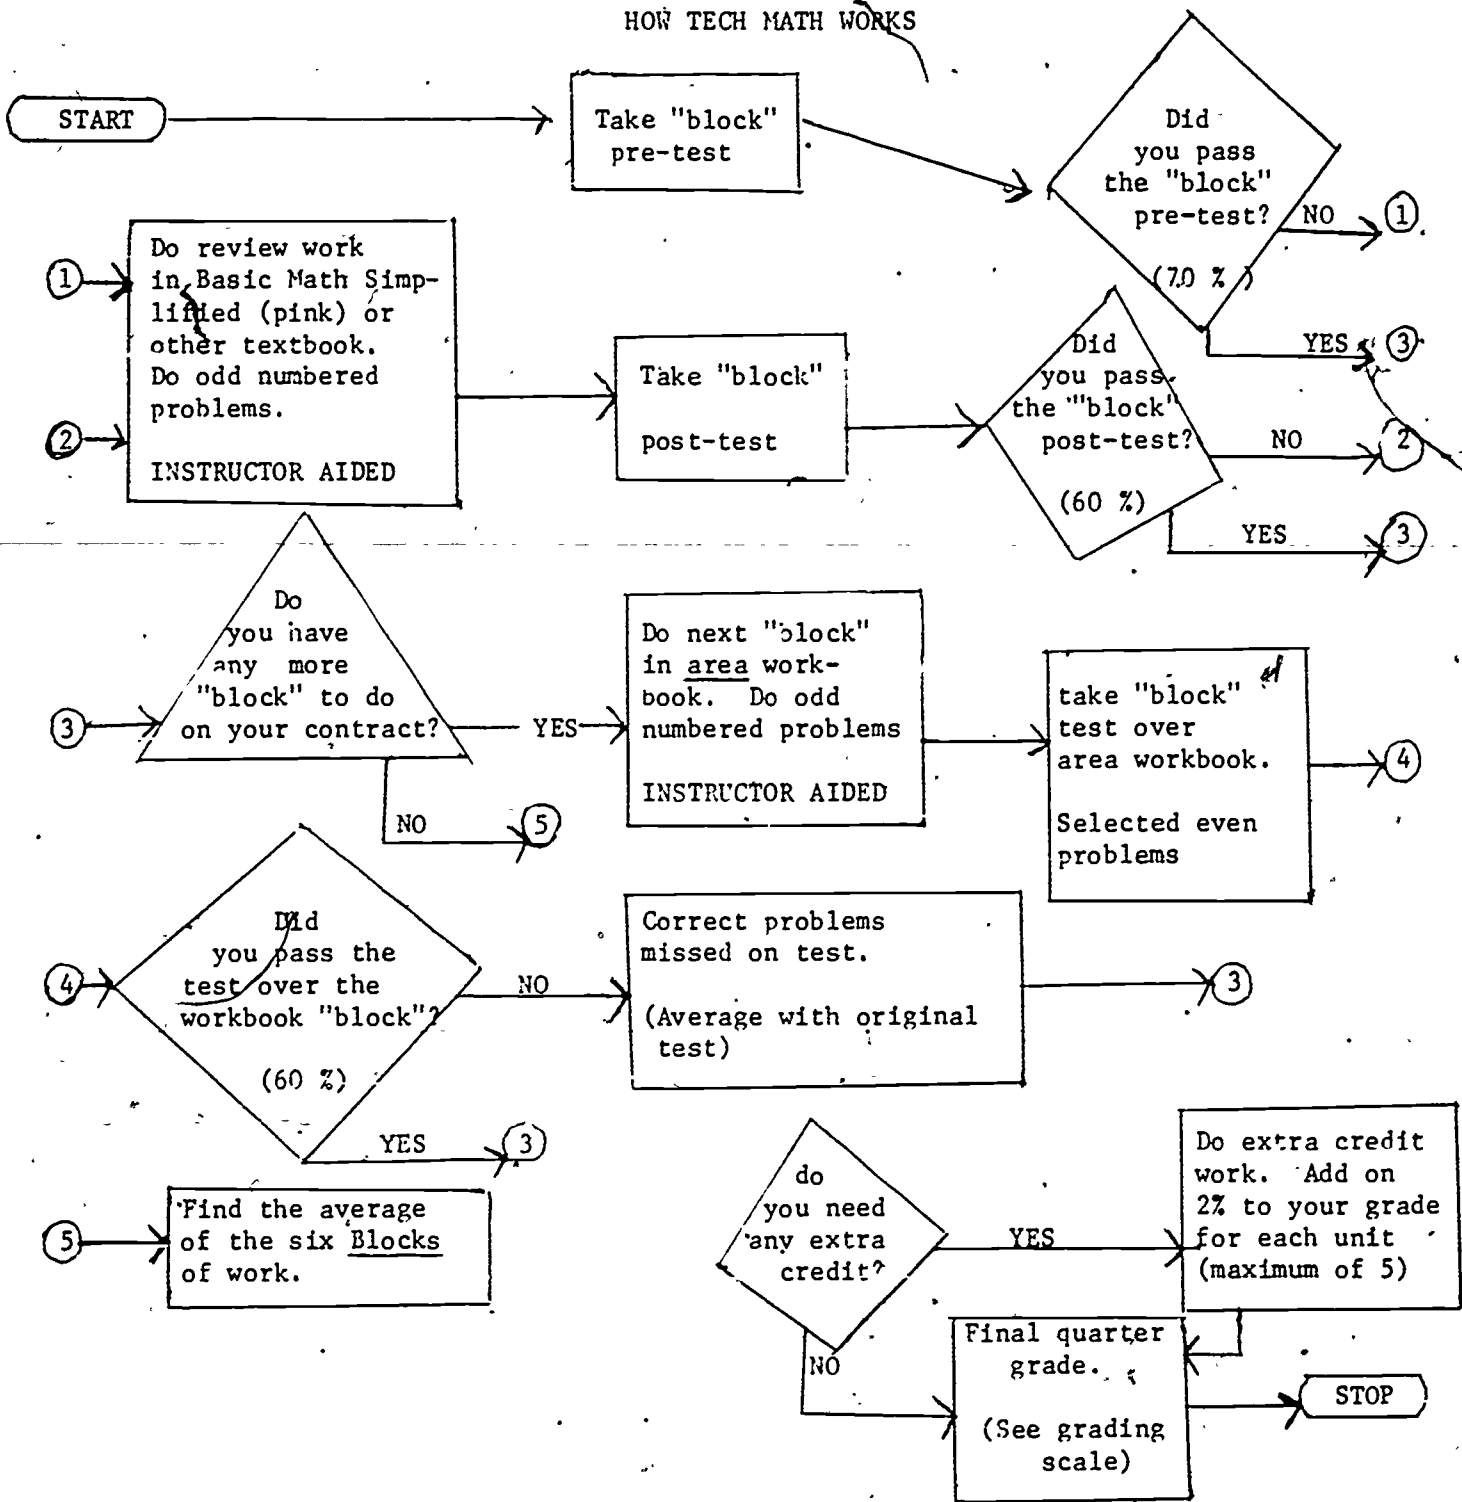 HOW TECH MATH WORKS
START
Take "block"
pre-test
Did
you pass
the "block"
pre-test?
(70 %)
NO
1
YES
3
1
2
Do review work
in Basic Math Simp-
lified (pink) or
other textbook.
Do odd numbered
problems.
INSTRUCTOR AIDED
Take "block"
post-test
Did
you pass
the "block"
post-test?
(60 %)
NO
2
YES
3
3
Do
you have
any more
"block" to do
on your contract?
YES
NO
5
Do next "block"
in area work-
book. Do odd
numbered problems
INSTRUCTOR AIDED
take "block"
test over
area workbook.
Selected even
problems
4
4
Did
you pass the
test over the
workbook "block"?
(60 %)
NO
YES
3
Correct problems
missed on test.
(Average with original
test)
3
5
Find the average
of the six Blocks
of work.
do
you need
any extra
credit?
YES
NO
Do extra credit
work. Add on
2% to your grade
for each unit
(maximum of 5)
Final quarter
grade.
(See grading
scale)
STOP